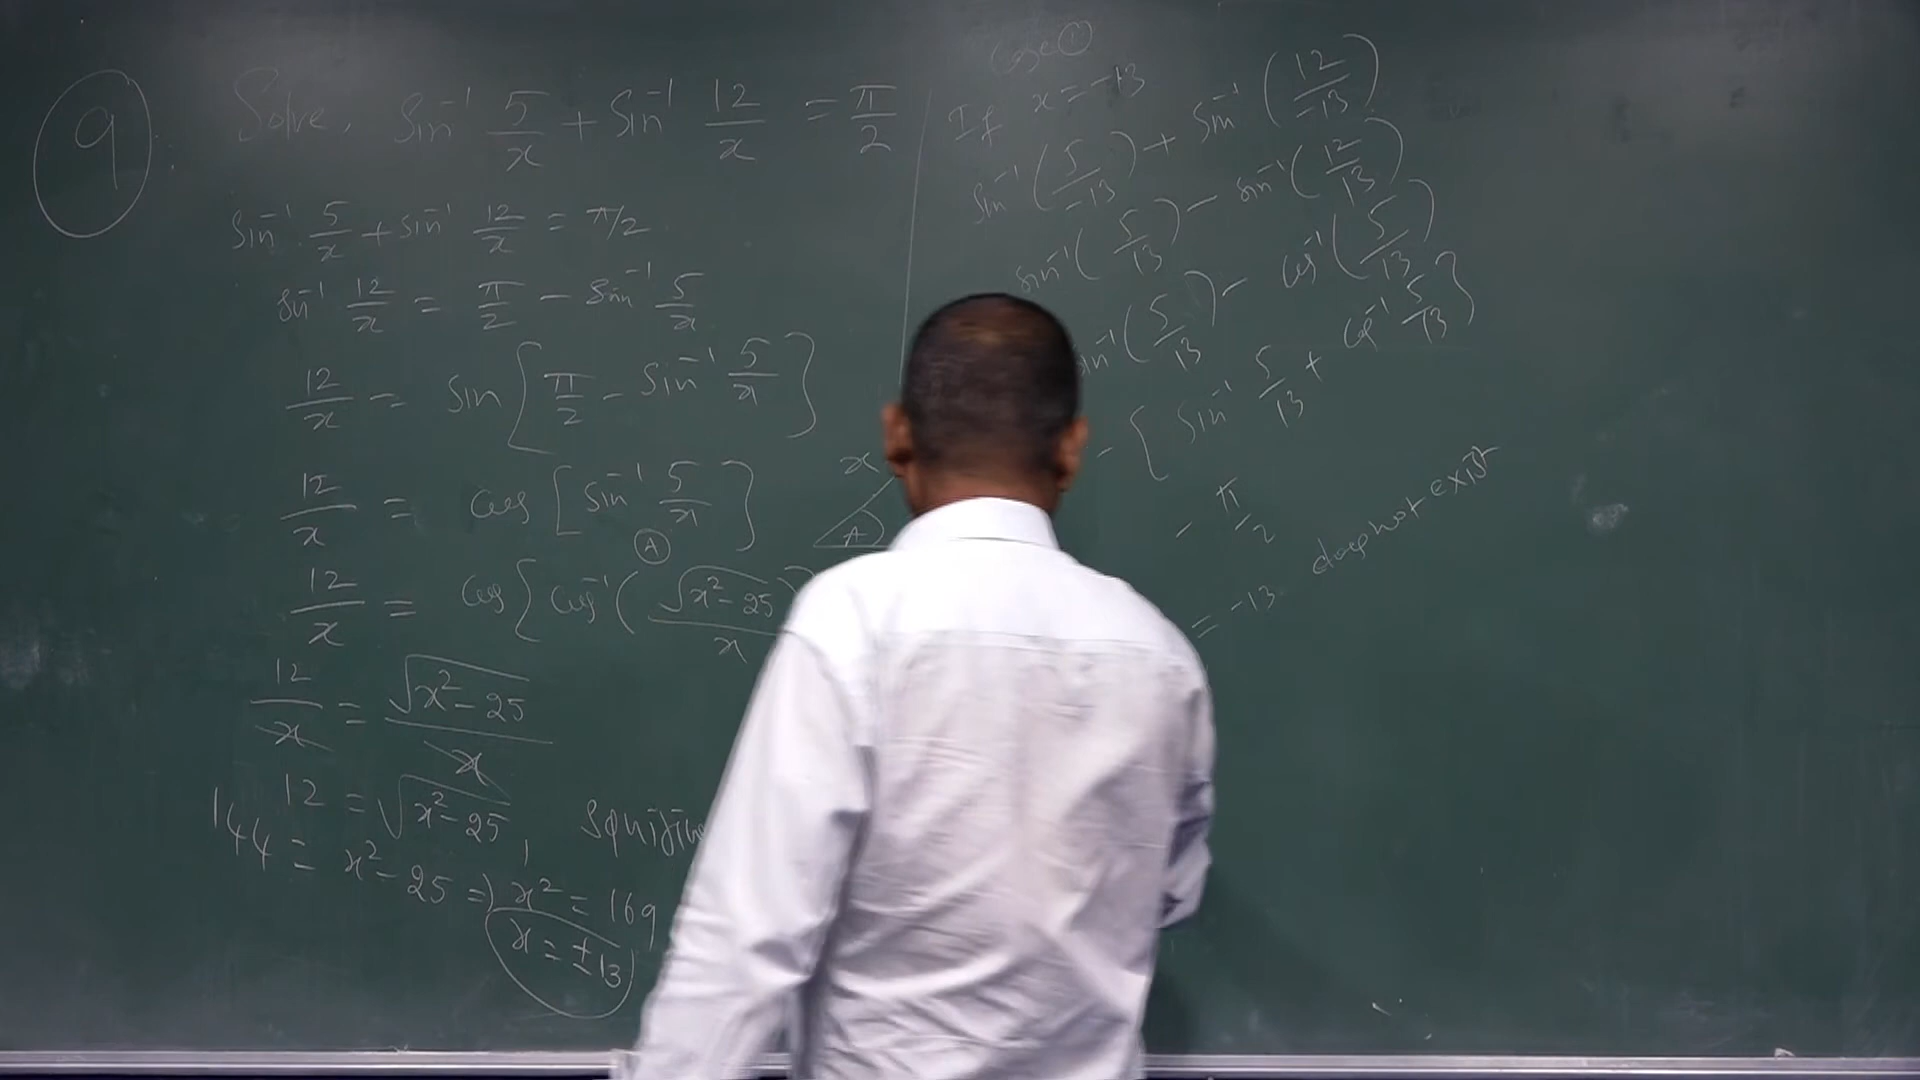 9
Solve, Sin⁻¹ 5/x + Sin⁻¹ 12/x = π/2
Sin⁻¹ 5/x + Sin⁻¹ 12/x = π/2
Sin⁻¹ 12/x = π/2 - Sin⁻¹ 5/x
12/x = Sin { π/2 - Sin⁻¹ 5/x }
12/x = Cos [ Sin⁻¹ 5/x ]
A
x
A
12/x = Cos { Cos⁻¹ ( √x²-25 / x )
12/x = √x²-25 / x
12 = √x²-25
144 = x² - 25 ⇒ x² = 169
x = ±13
Case ①
If x = -13
Sin⁻¹ ( 5/-13 ) + Sin⁻¹ ( 12/-13 )
Sin⁻¹ ( 5/13 ) - Sin⁻¹ ( 12/13 )
Sin⁻¹ ( 5/13 ) - Cos⁻¹ ( 5/13 )
- { Sin⁻¹ 5/13 + Cos⁻¹ 5/13 }
- π/2
= -13 does not exist